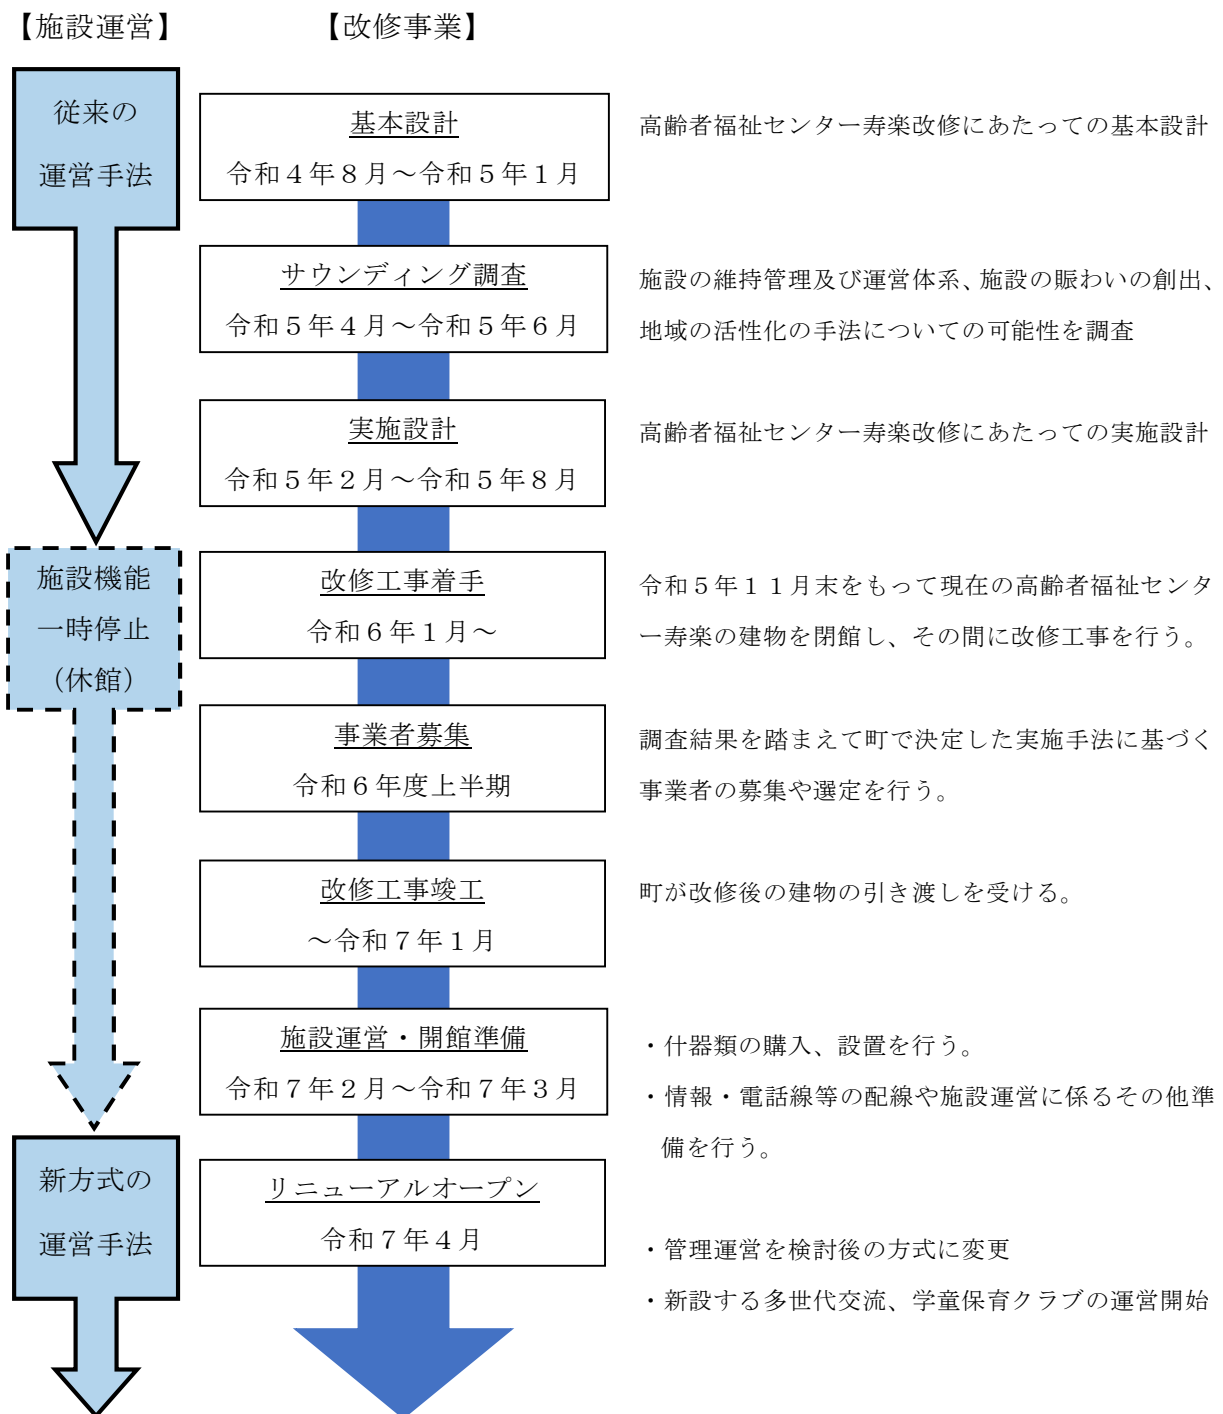 【施設運営】
【改修事業】
従来の
運営手法
基本設計
令和４年８月～令和５年１月
高齢者福祉センター寿楽改修にあたっての基本設計
サウンディング調査
令和５年４月～令和５年６月
施設の維持管理及び運営体系、施設の賑わいの創出、
地域の活性化の手法についての可能性を調査
実施設計
令和５年２月～令和５年８月
高齢者福祉センター寿楽改修にあたっての実施設計
施設機能
一時停止
（休館）
改修工事着手
令和６年１月～
令和５年１１月末をもって現在の高齢者福祉センタ
ー寿楽の建物を閉館し、その間に改修工事を行う。
事業者募集
令和６年度上半期
調査結果を踏まえて町で決定した実施手法に基づく
事業者の募集や選定を行う。
改修工事竣工
～令和７年１月
町が改修後の建物の引き渡しを受ける。
施設運営・開館準備
令和７年２月～令和７年３月
・什器類の購入、設置を行う。
・情報・電話線等の配線や施設運営に係るその他準
備を行う。
新方式の
運営手法
リニューアルオープン
令和７年４月
・管理運営を検討後の方式に変更
・新設する多世代交流、学童保育クラブの運営開始